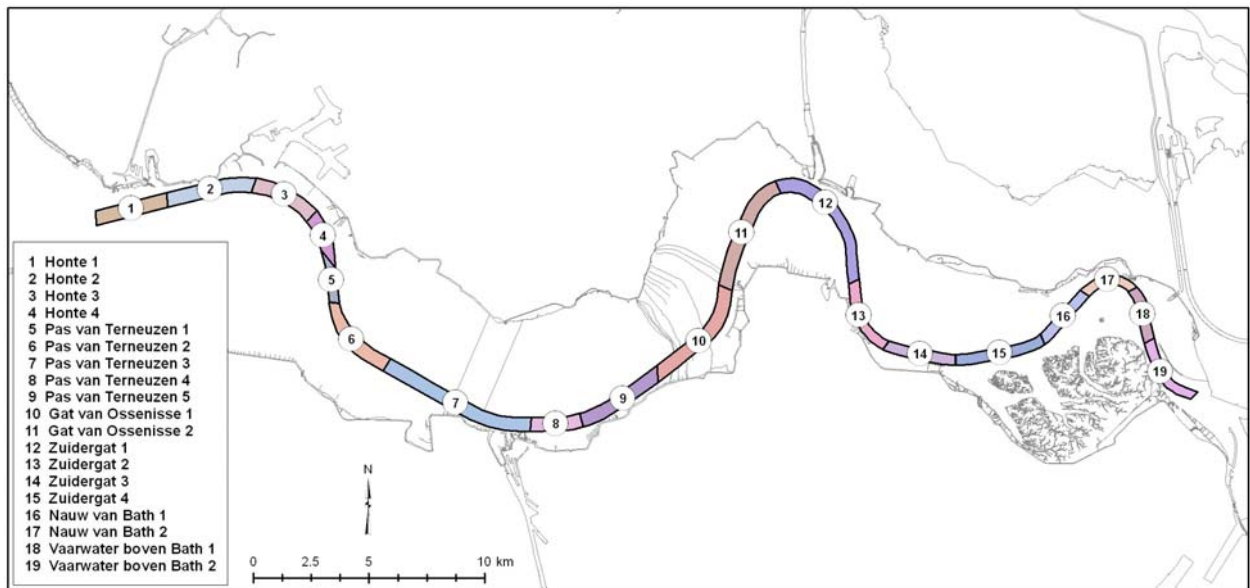 1
2
3
4
5
6
7
8
9
10
11
12
13
14
15
16
17
18
19
1 Honte 1
2 Honte 2
3 Honte 3
4 Honte 4
5 Pas van Terneuzen 1
6 Pas van Terneuzen 2
7 Pas van Terneuzen 3
8 Pas van Terneuzen 4
9 Pas van Terneuzen 5
10 Gat van Ossenisse 1
11 Gat van Ossenisse 2
12 Zuidergat 1
13 Zuidergat 2
14 Zuidergat 3
15 Zuidergat 4
16 Nauw van Bath 1
17 Nauw van Bath 2
18 Vaarwater boven Bath 1
19 Vaarwater boven Bath 2
N
0 2.5 5 10 km